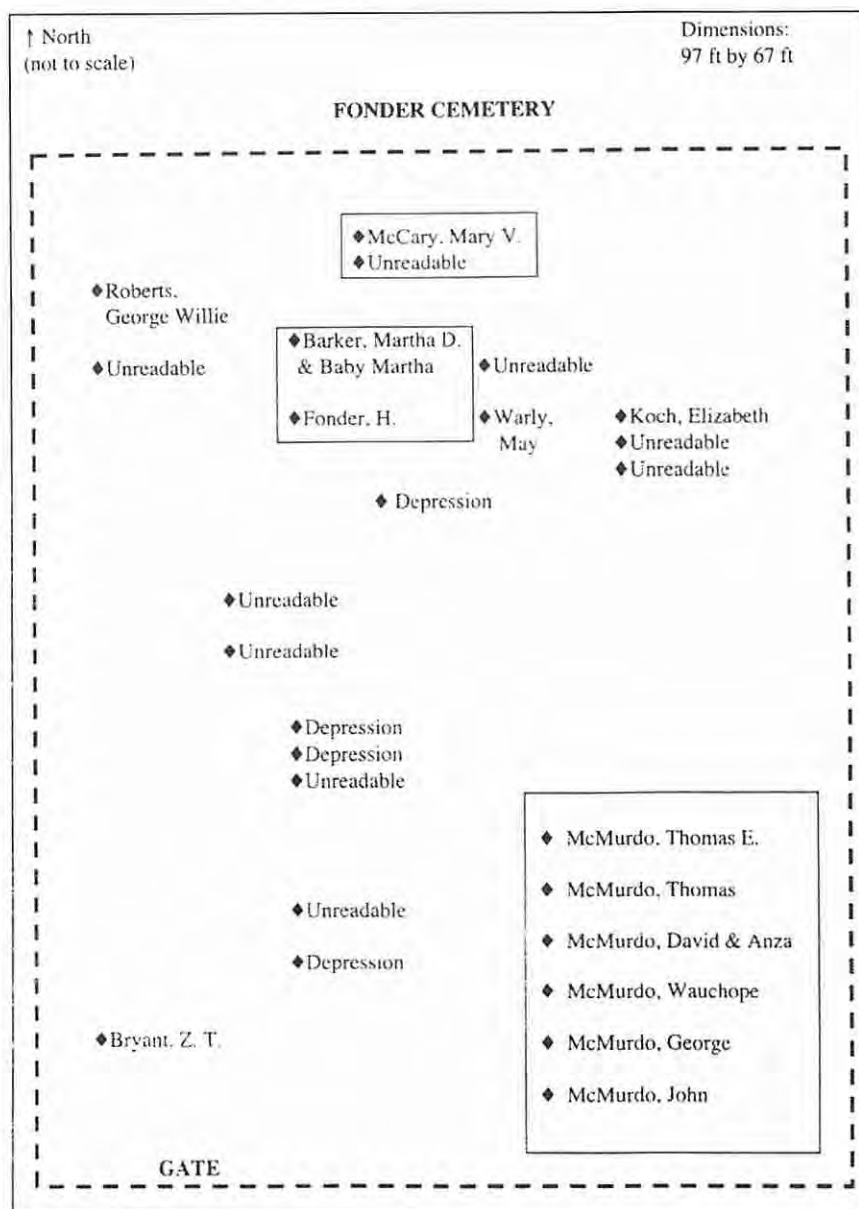 ↑ North
(not to scale)
Dimensions:
97 ft by 67 ft
FONDER CEMETERY
♦McCary, Mary V.
♦Unreadable
♦Roberts,
George Willie
♦Unreadable
♦Barker, Martha D.
& Baby Martha
♦Fonder, H.
♦Unreadable
♦Warly,
May
♦Koch, Elizabeth
♦Unreadable
♦Unreadable
♦ Depression
♦Unreadable
♦Unreadable
♦Depression
♦Depression
♦Unreadable
♦Unreadable
♦Depression
♦ McMurdo, Thomas E.
♦ McMurdo, Thomas
♦ McMurdo, David & Anza
♦ McMurdo, Wauchope
♦ McMurdo, George
♦ McMurdo, John
♦Bryant, Z. T.
GATE